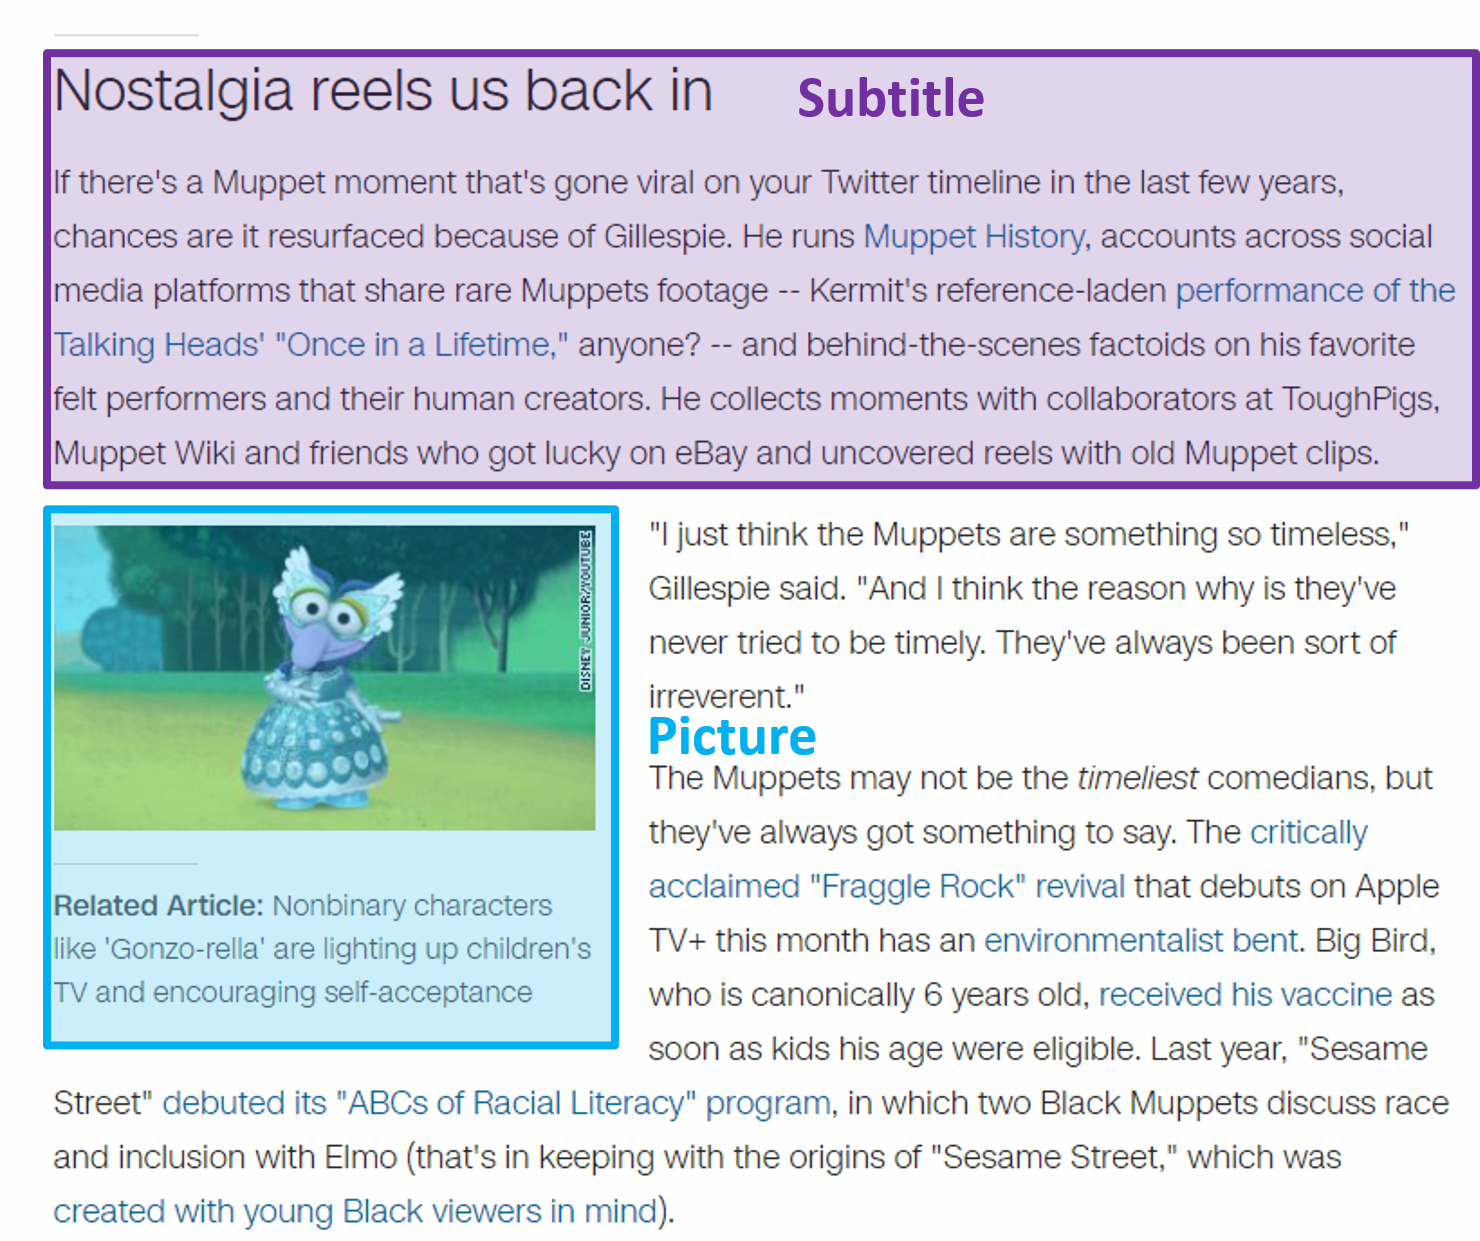 Nostalgia reels us back in
Subtitle
If there's a Muppet moment that's gone viral on your Twitter timeline in the last few years,
chances are it resurfaced because of Gillespie. He runs Muppet History, accounts across social
media platforms that share rare Muppets footage -- Kermit's reference-laden performance of the
Talking Heads' "Once in a Lifetime," anyone? -- and behind-the-scenes factoids on his favorite
felt performers and their human creators. He collects moments with collaborators at ToughPigs,
Muppet Wiki and friends who got lucky on eBay and uncovered reels with old Muppet clips.
DISNEY JUNIOR/YOUTUBE
Related Article: Nonbinary characters
like 'Gonzo-rella' are lighting up children's
TV and encouraging self-acceptance
"I just think the Muppets are something so timeless,"
Gillespie said. "And I think the reason why is they've
never tried to be timely. They've always been sort of
irreverent."
Picture
The Muppets may not be the timeliest comedians, but
they've always got something to say. The critically
acclaimed "Fraggle Rock" revival that debuts on Apple
TV+ this month has an environmentalist bent. Big Bird,
who is canonically 6 years old, received his vaccine as
soon as kids his age were eligible. Last year, "Sesame
Street" debuted its "ABCs of Racial Literacy" program, in which two Black Muppets discuss race
and inclusion with Elmo (that's in keeping with the origins of "Sesame Street," which was
created with young Black viewers in mind).